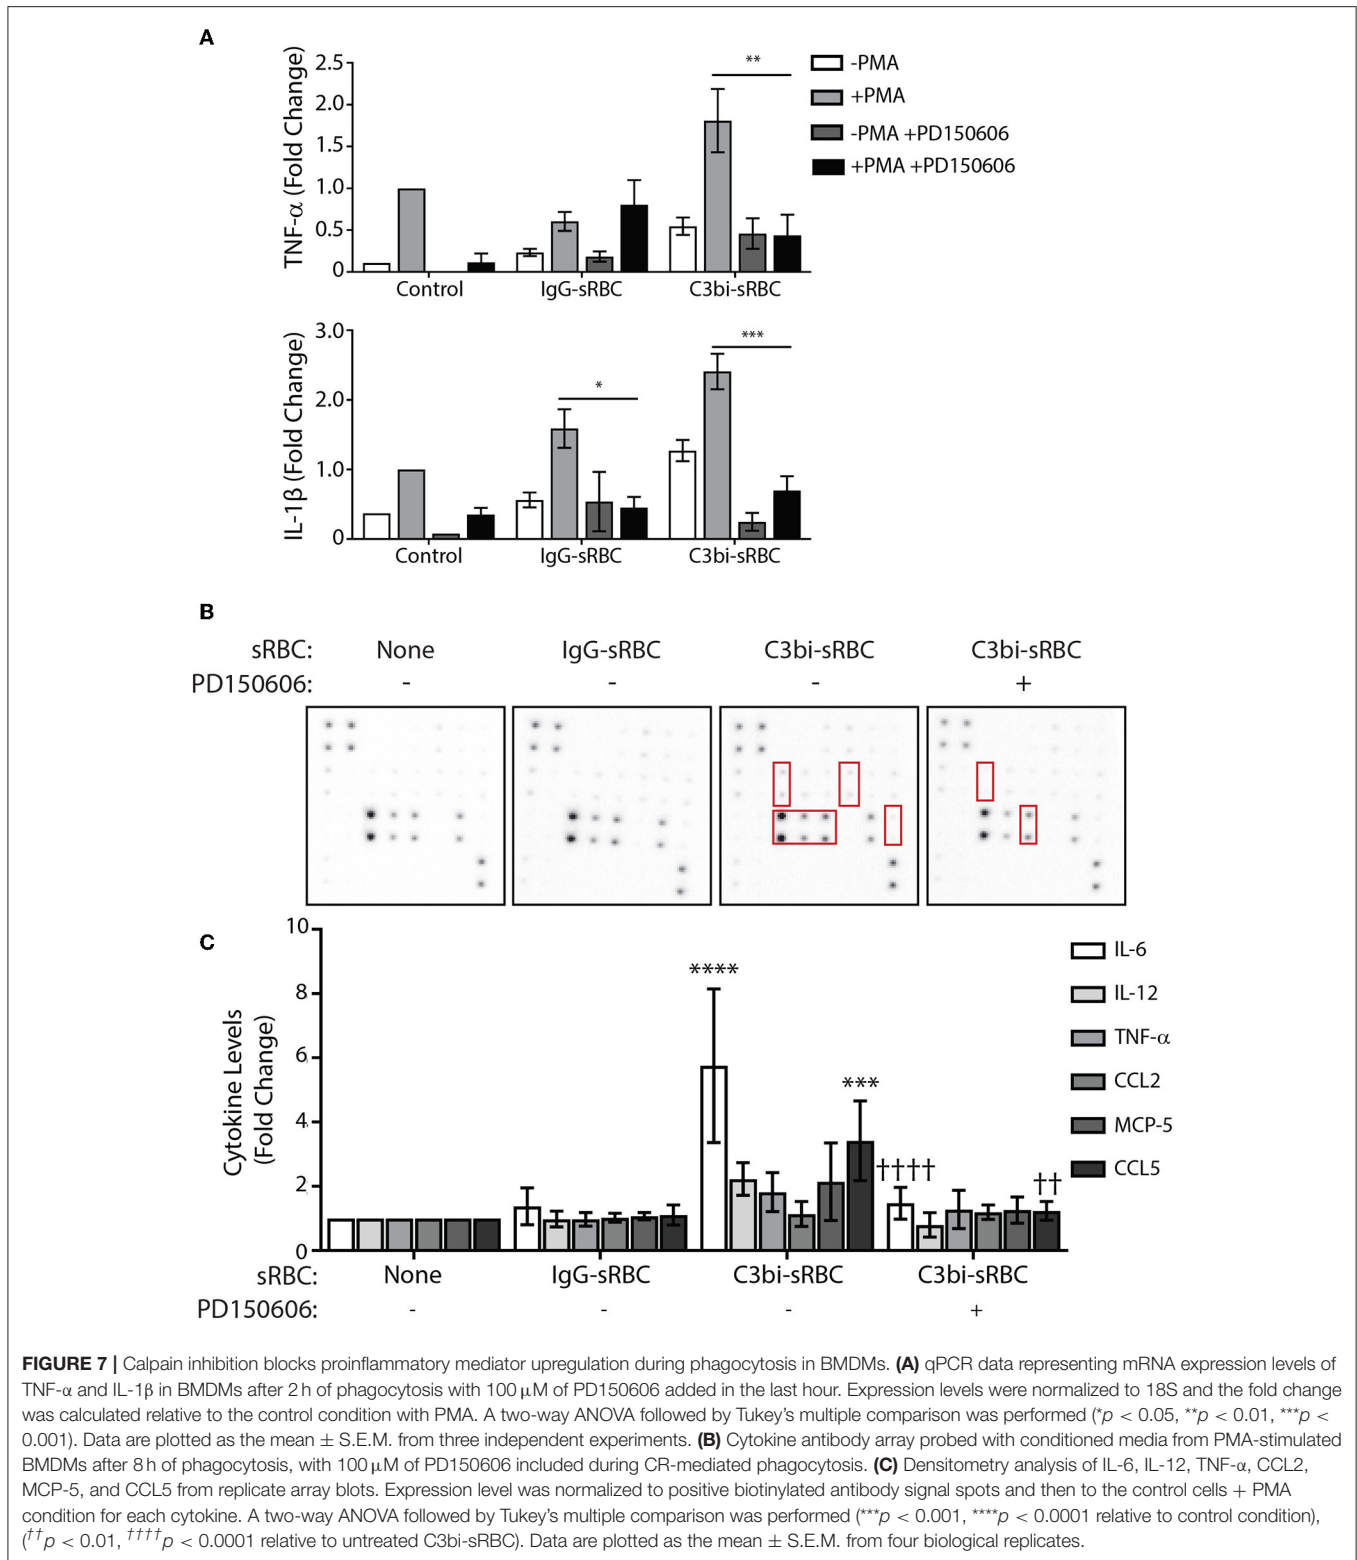 A
TNF-α (Fold Change)
2.5
2.0
1.5
1.0
0.5
0
**
-PMA
+PMA
-PMA +PD150606
+PMA +PD150606
Control IgG-sRBC C3bi-sRBC
IL-1β (Fold Change)
3.0
2.0
1.0
0
*
***
Control IgG-sRBC C3bi-sRBC
B
sRBC: None IgG-sRBC C3bi-sRBC C3bi-sRBC
PD150606: - - - +
C
Cytokine Levels
(Fold Change)
10
8
6
4
2
0
****
***
††††
††
IL-6
IL-12
TNF-α
CCL2
MCP-5
CCL5
sRBC: None IgG-sRBC C3bi-sRBC C3bi-sRBC
PD150606: - - - +
FIGURE 7 | Calpain inhibition blocks proinflammatory mediator upregulation during phagocytosis in BMDMs. (A) qPCR data representing mRNA expression levels of
TNF-α and IL-1β in BMDMs after 2 h of phagocytosis with 100 μM of PD150606 added in the last hour. Expression levels were normalized to 18S and the fold change
was calculated relative to the control condition with PMA. A two-way ANOVA followed by Tukey's multiple comparison was performed (*p < 0.05, **p < 0.01, ***p <
0.001). Data are plotted as the mean ± S.E.M. from three independent experiments. (B) Cytokine antibody array probed with conditioned media from PMA-stimulated
BMDMs after 8 h of phagocytosis, with 100 μM of PD150606 included during CR-mediated phagocytosis. (C) Densitometry analysis of IL-6, IL-12, TNF-α, CCL2,
MCP-5, and CCL5 from replicate array blots. Expression level was normalized to positive biotinylated antibody signal spots and then to the control cells + PMA
condition for each cytokine. A two-way ANOVA followed by Tukey's multiple comparison was performed (***p < 0.001, ****p < 0.0001 relative to control condition),
(††p < 0.01, ††††p < 0.0001 relative to untreated C3bi-sRBC). Data are plotted as the mean ± S.E.M. from four biological replicates.